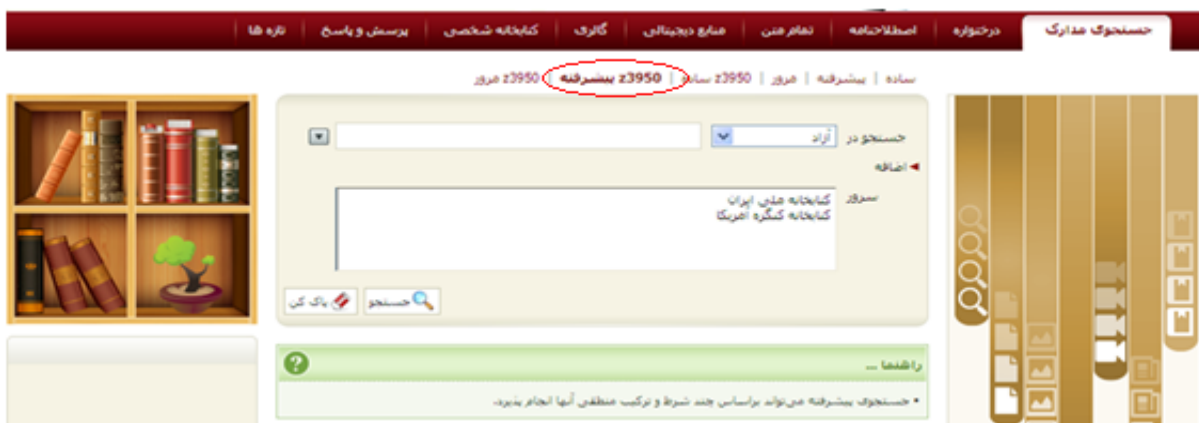 جستجوی مدارک درختواره اصطلاحنامه تمام متن منابع دیجیتالی گالری کتابخانه شخصی پرسش و پاسخ تازه ها
ساده | پیشرفته | مرور | z3950 ساده | z3950 پیشرفته | z3950 مرور
جستجو در آزاد
اضافه
سرور کتابخانه ملی ایران
کتابخانه کنگره آمریکا
جستجو پاک کن
راهنما ...
• جستجوی پیشرفته می‌تواند براساس چند شرط و ترکیب منطقی آنها انجام پذیرد.